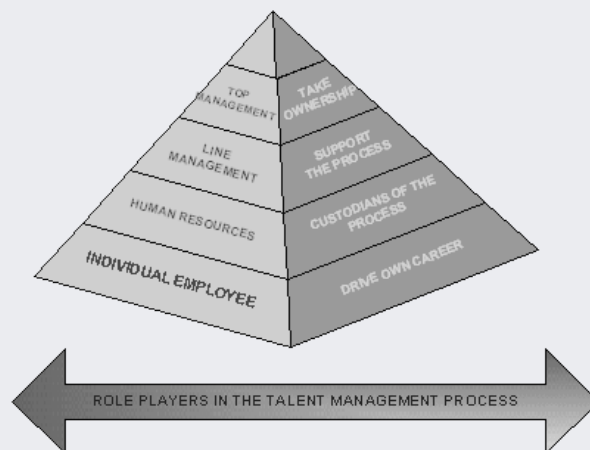 TOP
MANAGEMENT
TAKE
OWNERSHIP
LINE
MANAGEMENT
SUPPORT
THE PROCESS
HUMAN RESOURCES
CUSTODIANS OF THE
PROCESS
INDIVIDUAL EMPLOYEE
DRIVE OWN CAREER
ROLE PLAYERS IN THE TALENT MANAGEMENT PROCESS